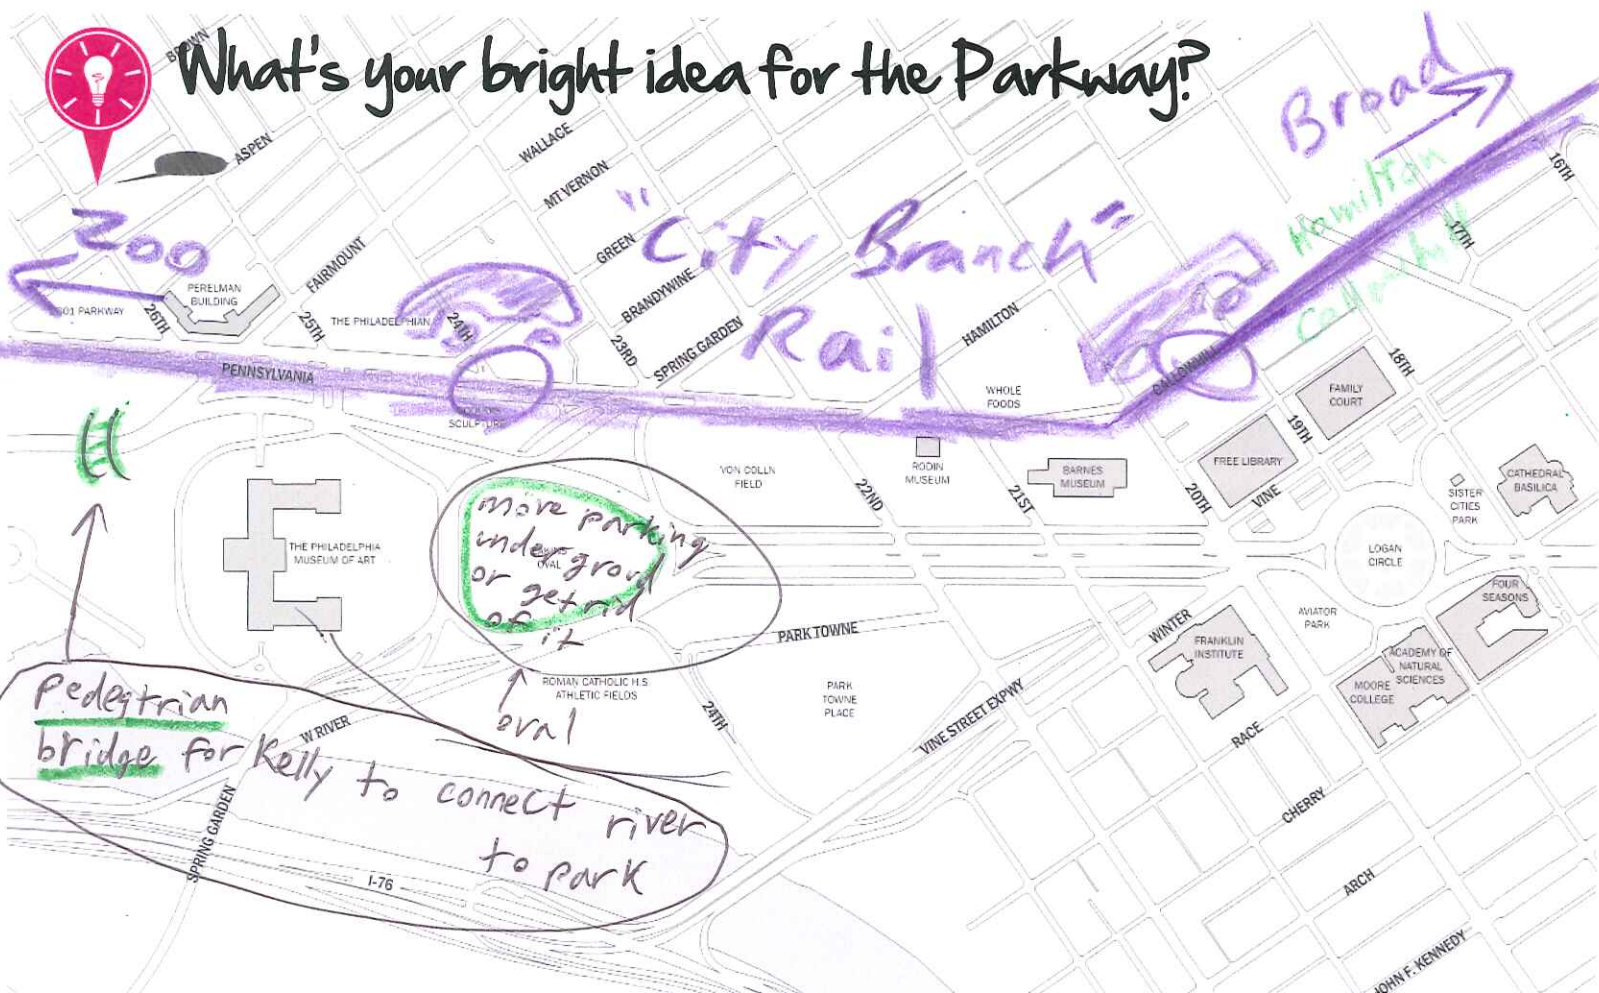 What's your bright idea for the Parkway?
BROWN
ASPEN
WALLACE
MT VERNON
GREEN
BRANDYWINE
SPRING GARDEN
HAMILTON
FAIRMOUNT
Broad
Hamilton
16TH
17TH
Zoo
"City Branch"
Rail
PERELMAN
BUILDING
PARKWAY
26TH
25TH
THE PHILADELPHIAN
24TH
23RD
PENNSYLVANIA
CALLOWHILL
18TH
WHOLE
FOODS
FAMILY
COURT
19TH
FREE LIBRARY
VINE
20TH
VON COLLN
FIELD
RODIN
MUSEUM
22ND
21ST
BARNES
MUSEUM
CATHEDRAL
BASILICA
SISTER
CITIES
PARK
LOGAN
CIRCLE
THE PHILADELPHIA
MUSEUM OF ART
move parking
undergrord
or get rid
of it
OVAL
oval
FOUR
SEASONS
AVIATOR
PARK
WINTER
FRANKLIN
INSTITUTE
ACADEMY OF
NATURAL
SCIENCES
MOORE
COLLEGE
PARK TOWNE
PARK
TOWNE
PLACE
ROMAN CATHOLIC H.S.
ATHLETIC FIELDS
24TH
VINE STREET EXPWY
RACE
CHERRY
ARCH
JOHN F. KENNEDY
W RIVER
SPRING GARDEN
I-76
pedestrian
bridge for Kelly to connect river
to park